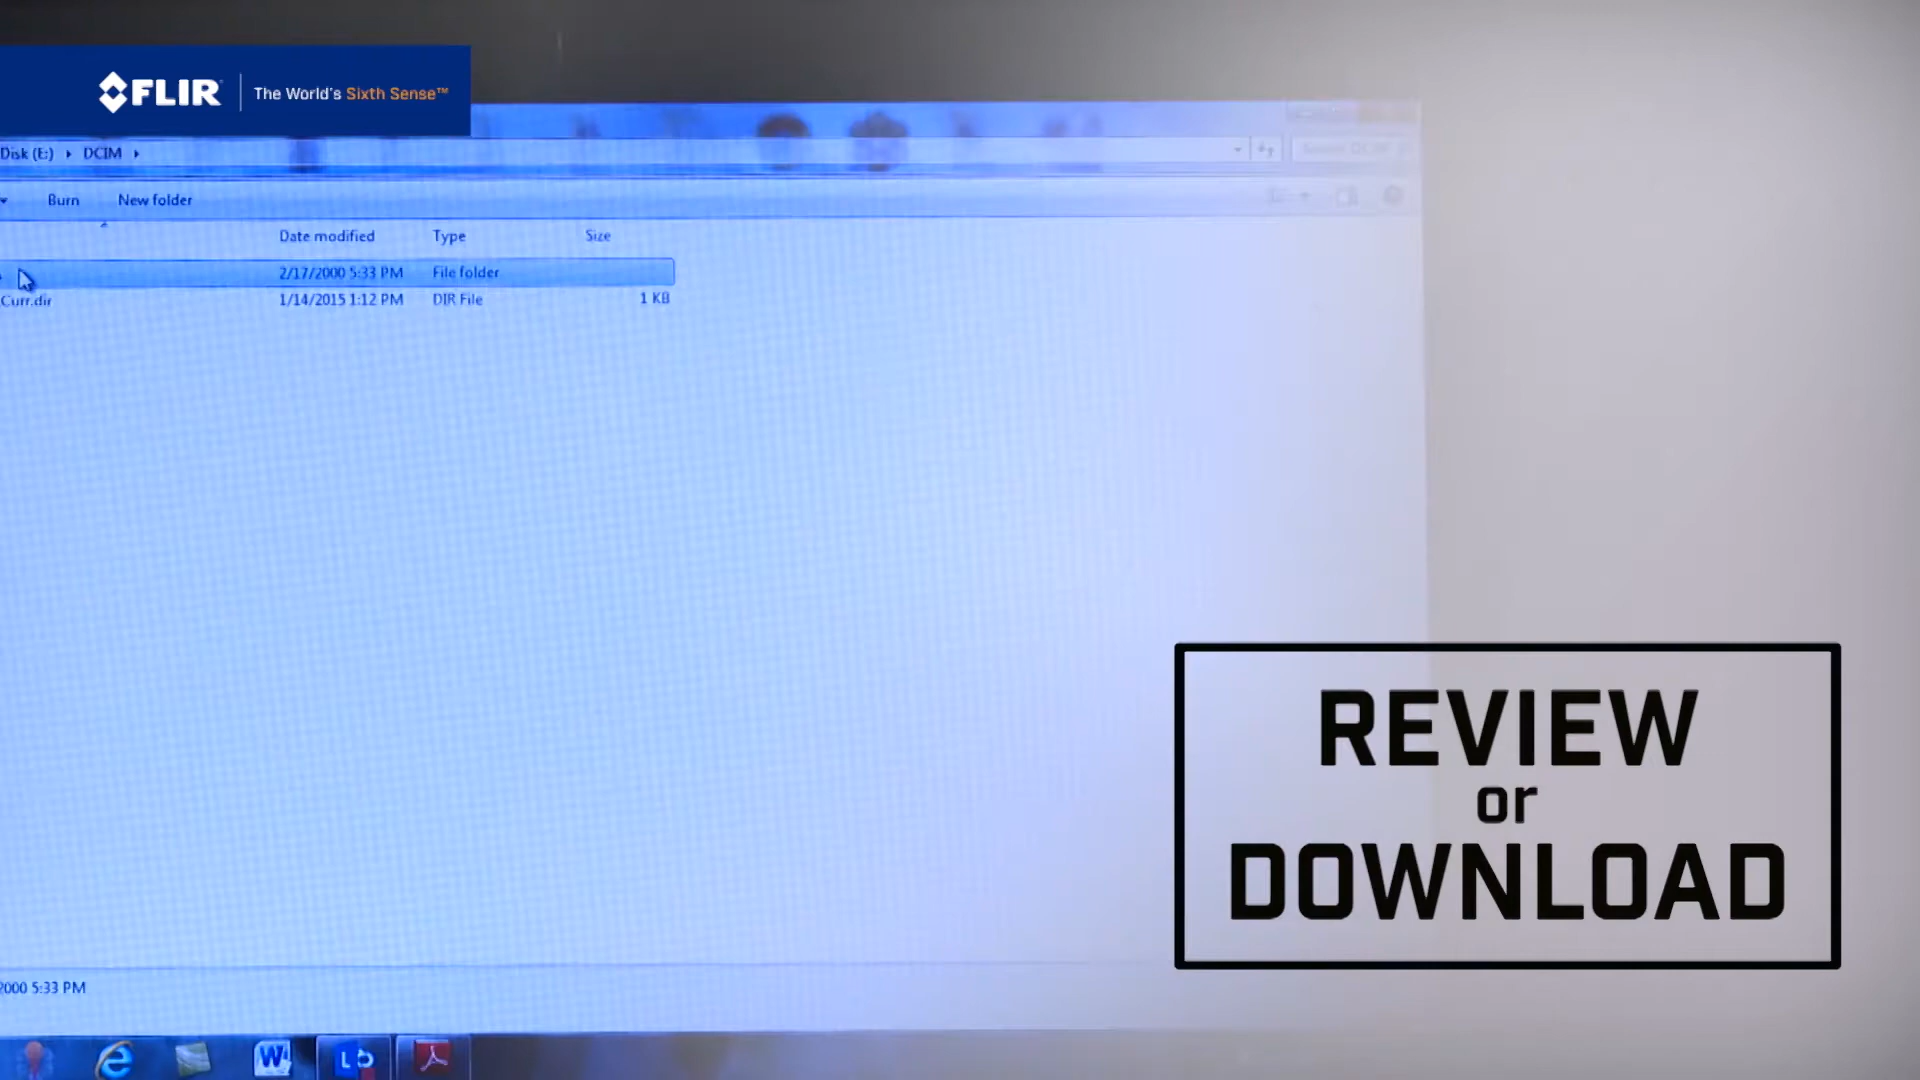 FLIR The World's Sixth Sense™
Disk (E:) DCIM
Burn New folder
Date modified Type Size
2/17/2000 5:33 PM File folder
Curr.dir 1/14/2015 1:12 PM DIR File 1 KB
REVIEW
or
DOWNLOAD
2000 5:33 PM